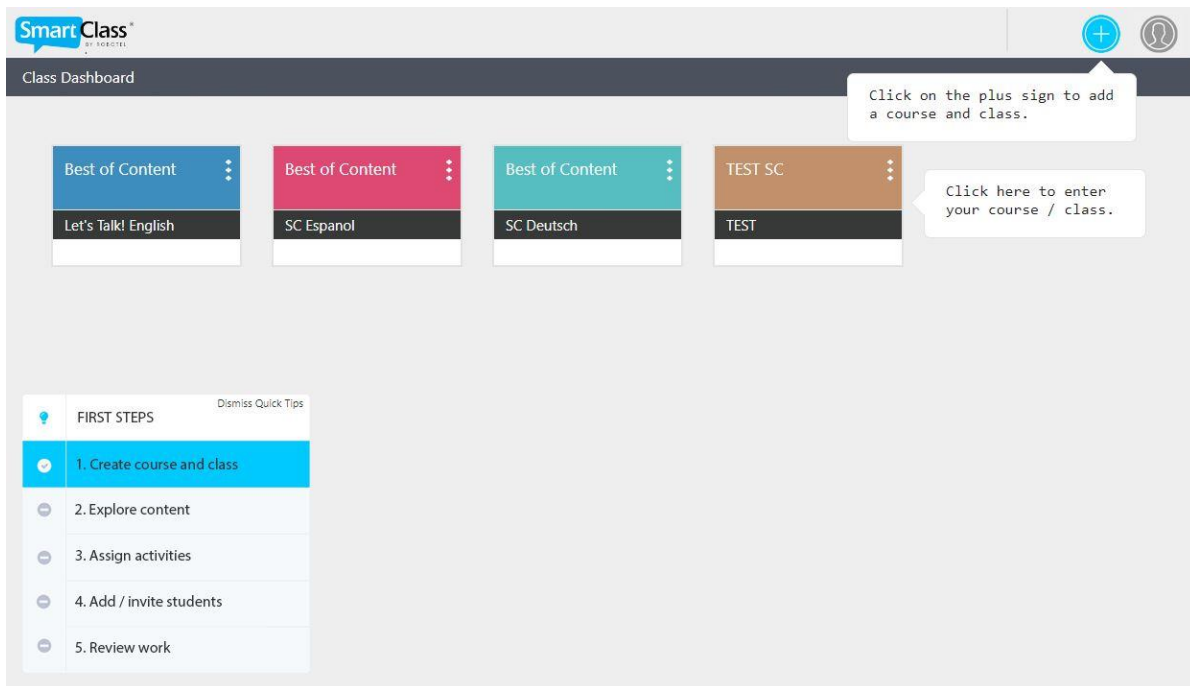 SmartClass®
BY ROBOTEL
Class Dashboard
Click on the plus sign to add
a course and class.
Best of Content
Let's Talk! English
Best of Content
SC Espanol
Best of Content
SC Deutsch
TEST SC
TEST
Click here to enter
your course / class.
Dismiss Quick Tips
FIRST STEPS
1. Create course and class
2. Explore content
3. Assign activities
4. Add / invite students
5. Review work